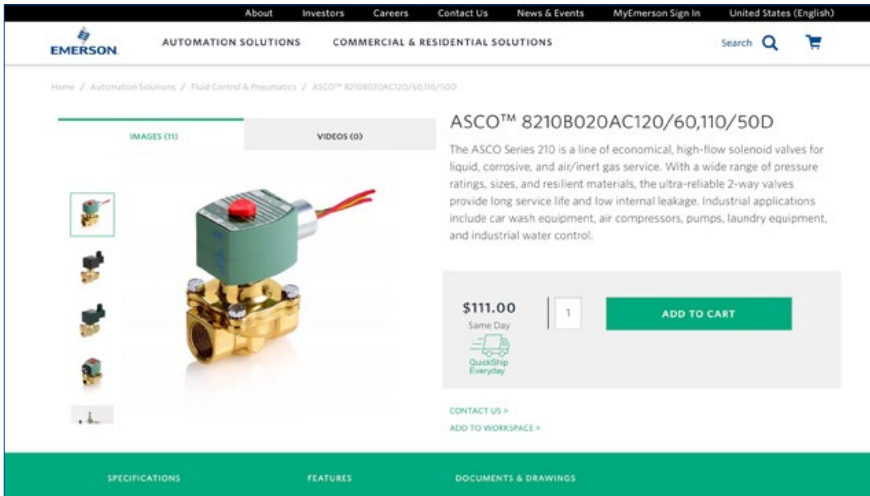 About Investors Careers Contact Us News & Events MyEmerson Sign In United States (English)
EMERSON
AUTOMATION SOLUTIONS COMMERCIAL & RESIDENTIAL SOLUTIONS
Search
Home / Automation Solutions / Fluid Control & Pneumatics / ASCO™ 8210B020AC120/60,110/50D
IMAGES (11) VIDEOS (0)
ASCO™ 8210B020AC120/60,110/50D
The ASCO Series 210 is a line of economical, high-flow solenoid valves for
liquid, corrosive, and air/inert gas service. With a wide range of pressure
ratings, sizes, and resilient materials, the ultra-reliable 2-way valves
provide long service life and low internal leakage. Industrial applications
include car wash equipment, air compressors, pumps, laundry equipment,
and industrial water control.
$111.00
Same Day
QuickShip
Everyday
1
ADD TO CART
CONTACT US >
ADD TO WORKSPACE >
SPECIFICATIONS FEATURES DOCUMENTS & DRAWINGS